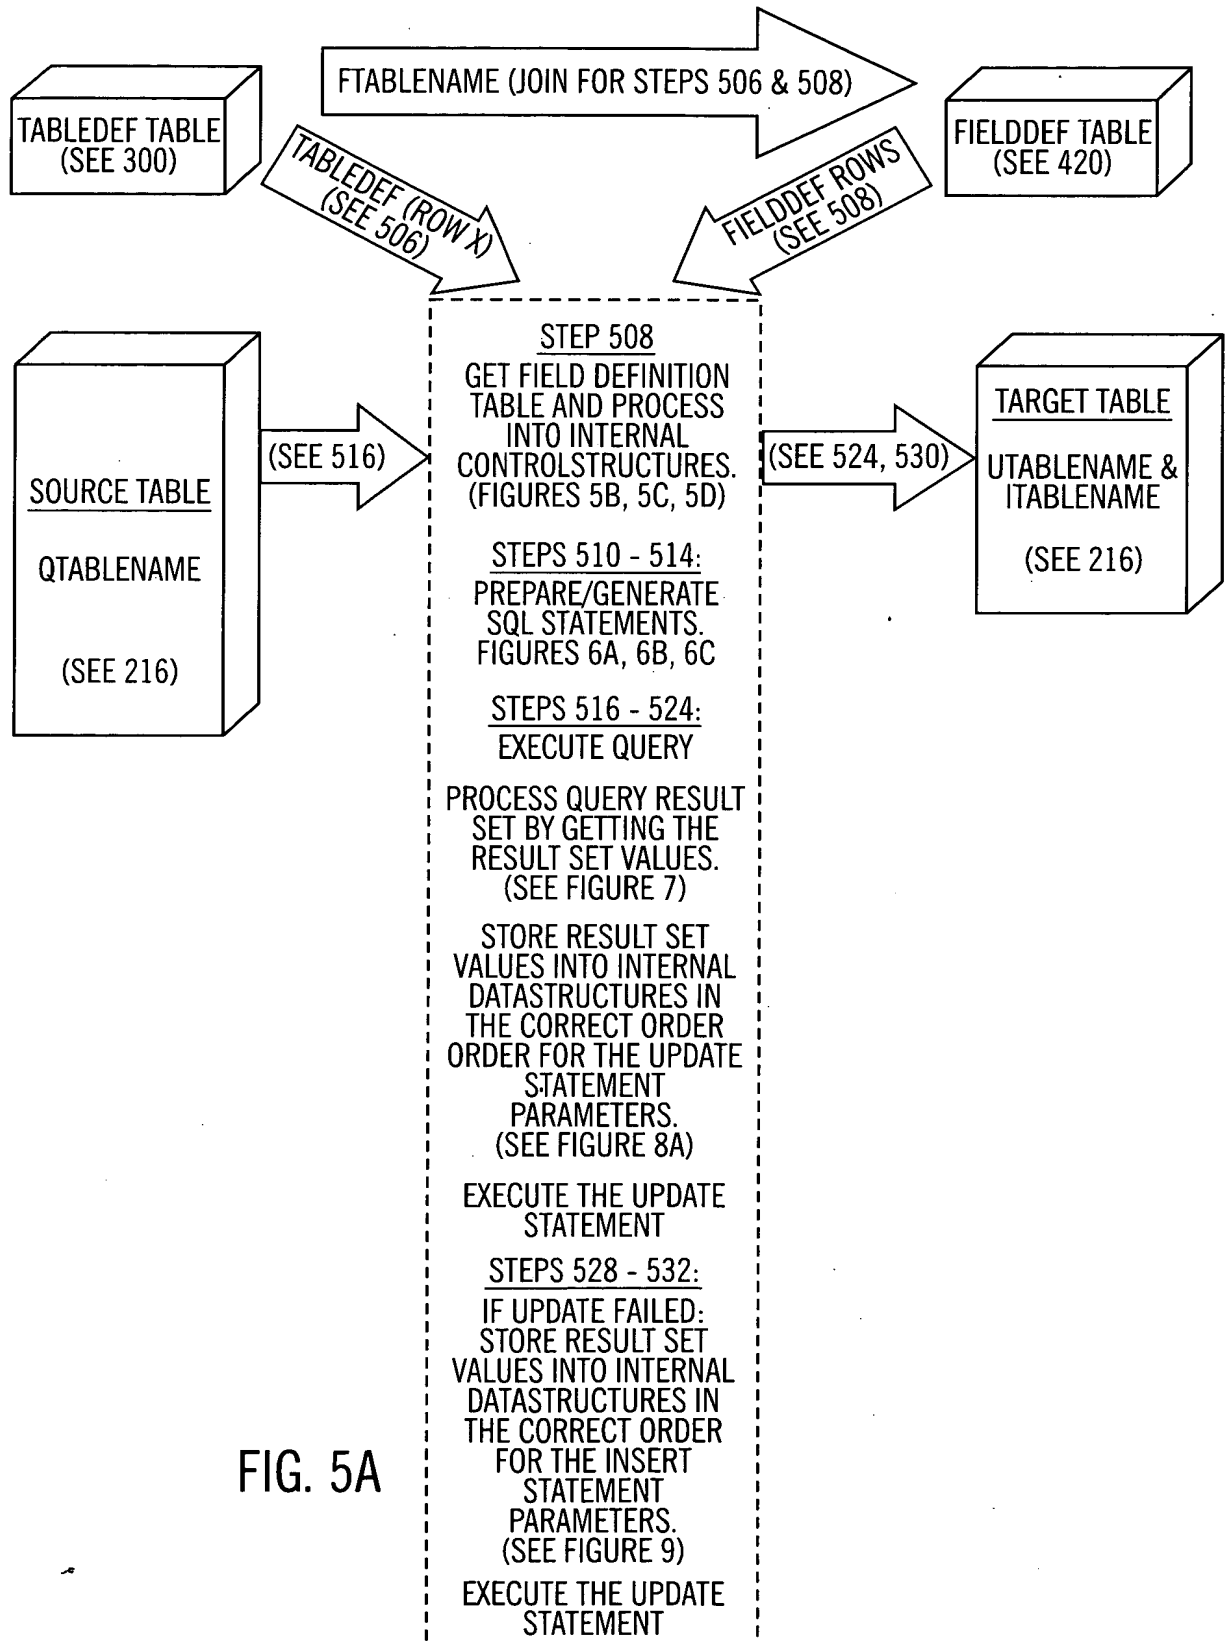 FTABLENAME (JOIN FOR STEPS 506 & 508)
TABLEDEF TABLE
(SEE 300)
FIELDDEF TABLE
(SEE 420)
TABLEDEF (ROW X)
(SEE 506)
FIELDDEF ROWS
(SEE 508)
SOURCE TABLE
QTABLENAME
(SEE 216)
(SEE 516)
STEP 508
GET FIELD DEFINITION
TABLE AND PROCESS
INTO INTERNAL
CONTROLSTRUCTURES.
(FIGURES 5B, 5C, 5D)
STEPS 510 - 514:
PREPARE/GENERATE
SQL STATEMENTS.
FIGURES 6A, 6B, 6C
STEPS 516 - 524:
EXECUTE QUERY
PROCESS QUERY RESULT
SET BY GETTING THE
RESULT SET VALUES.
(SEE FIGURE 7)
STORE RESULT SET
VALUES INTO INTERNAL
DATASTRUCTURES IN
THE CORRECT ORDER
ORDER FOR THE UPDATE
STATEMENT
PARAMETERS.
(SEE FIGURE 8A)
EXECUTE THE UPDATE
STATEMENT
STEPS 528 - 532:
IF UPDATE FAILED:
STORE RESULT SET
VALUES INTO INTERNAL
DATASTRUCTURES IN
THE CORRECT ORDER
FOR THE INSERT
STATEMENT
PARAMETERS.
(SEE FIGURE 9)
EXECUTE THE UPDATE
STATEMENT
(SEE 524, 530)
TARGET TABLE
UTABLENAME &
ITABLENAME
(SEE 216)
FIG. 5A